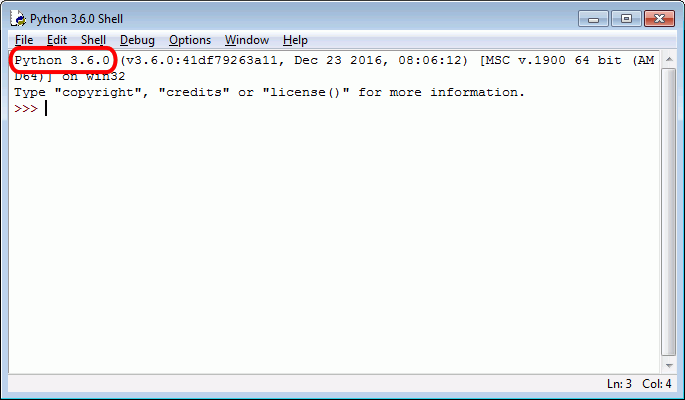 Python 3.6.0 Shell
File Edit Shell Debug Options Window Help
Python 3.6.0 (v3.6.0:41df79263a11, Dec 23 2016, 08:06:12) [MSC v.1900 64 bit (AM
D64)] on win32
Type "copyright", "credits" or "license()" for more information.
>>>
Ln: 3 Col: 4